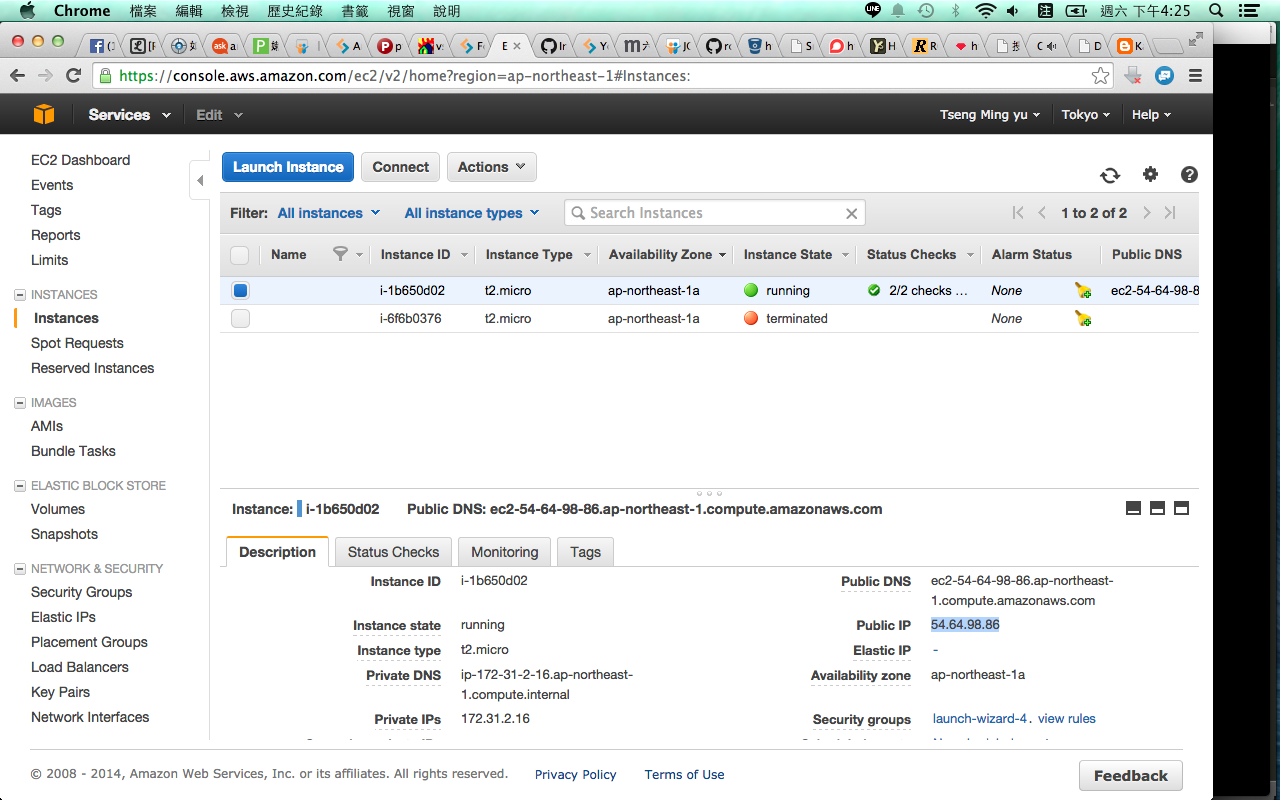 Chrome 檔案 編輯 檢視 歷史紀錄 書籤 視窗 說明 LINE 注 週六 下午4:25
https://console.aws.amazon.com/ec2/v2/home?region=ap-northeast-1#Instances:
Services Edit Tseng Ming yu Tokyo Help
EC2 Dashboard
Events
Tags
Reports
Limits
INSTANCES
Instances
Spot Requests
Reserved Instances
IMAGES
AMIs
Bundle Tasks
ELASTIC BLOCK STORE
Volumes
Snapshots
NETWORK & SECURITY
Security Groups
Elastic IPs
Placement Groups
Load Balancers
Key Pairs
Network Interfaces
Launch Instance Connect Actions
Filter: All instances All instance types Search Instances 1 to 2 of 2
Name Instance ID Instance Type Availability Zone Instance State Status Checks Alarm Status Public DNS
i-1b650d02 t2.micro ap-northeast-1a running 2/2 checks ... None ec2-54-64-98-8
i-6f6b0376 t2.micro ap-northeast-1a terminated None
Instance: i-1b650d02 Public DNS: ec2-54-64-98-86.ap-northeast-1.compute.amazonaws.com
Description Status Checks Monitoring Tags
Instance ID i-1b650d02
Instance state running
Instance type t2.micro
Private DNS ip-172-31-2-16.ap-northeast-
1.compute.internal
Private IPs 172.31.2.16
Public DNS ec2-54-64-98-86.ap-northeast-
1.compute.amazonaws.com
Public IP 54.64.98.86
Elastic IP -
Availability zone ap-northeast-1a
Security groups launch-wizard-4. view rules
© 2008 - 2014, Amazon Web Services, Inc. or its affiliates. All rights reserved. Privacy Policy Terms of Use Feedback